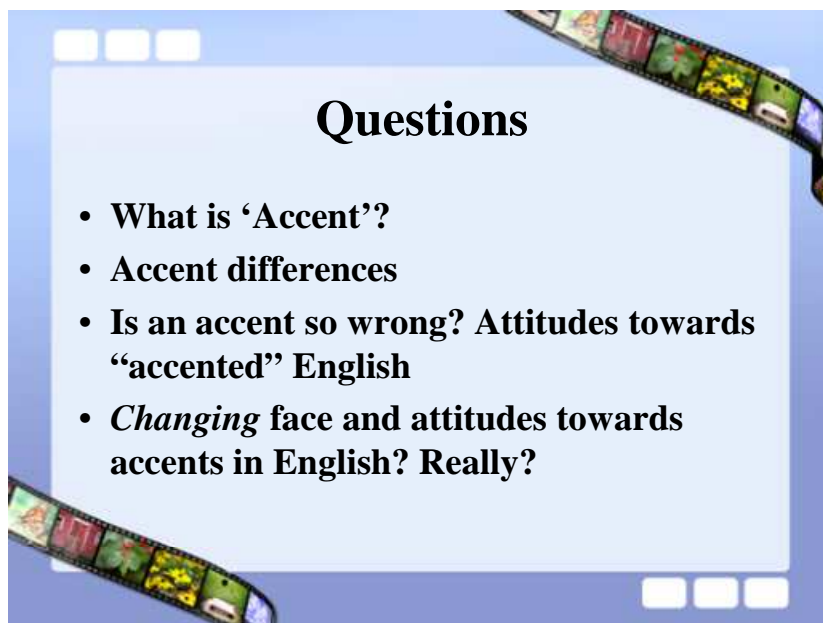 Questions
• What is ‘Accent’?
• Accent differences
• Is an accent so wrong? Attitudes towards
“accented” English
• Changing face and attitudes towards
accents in English? Really?